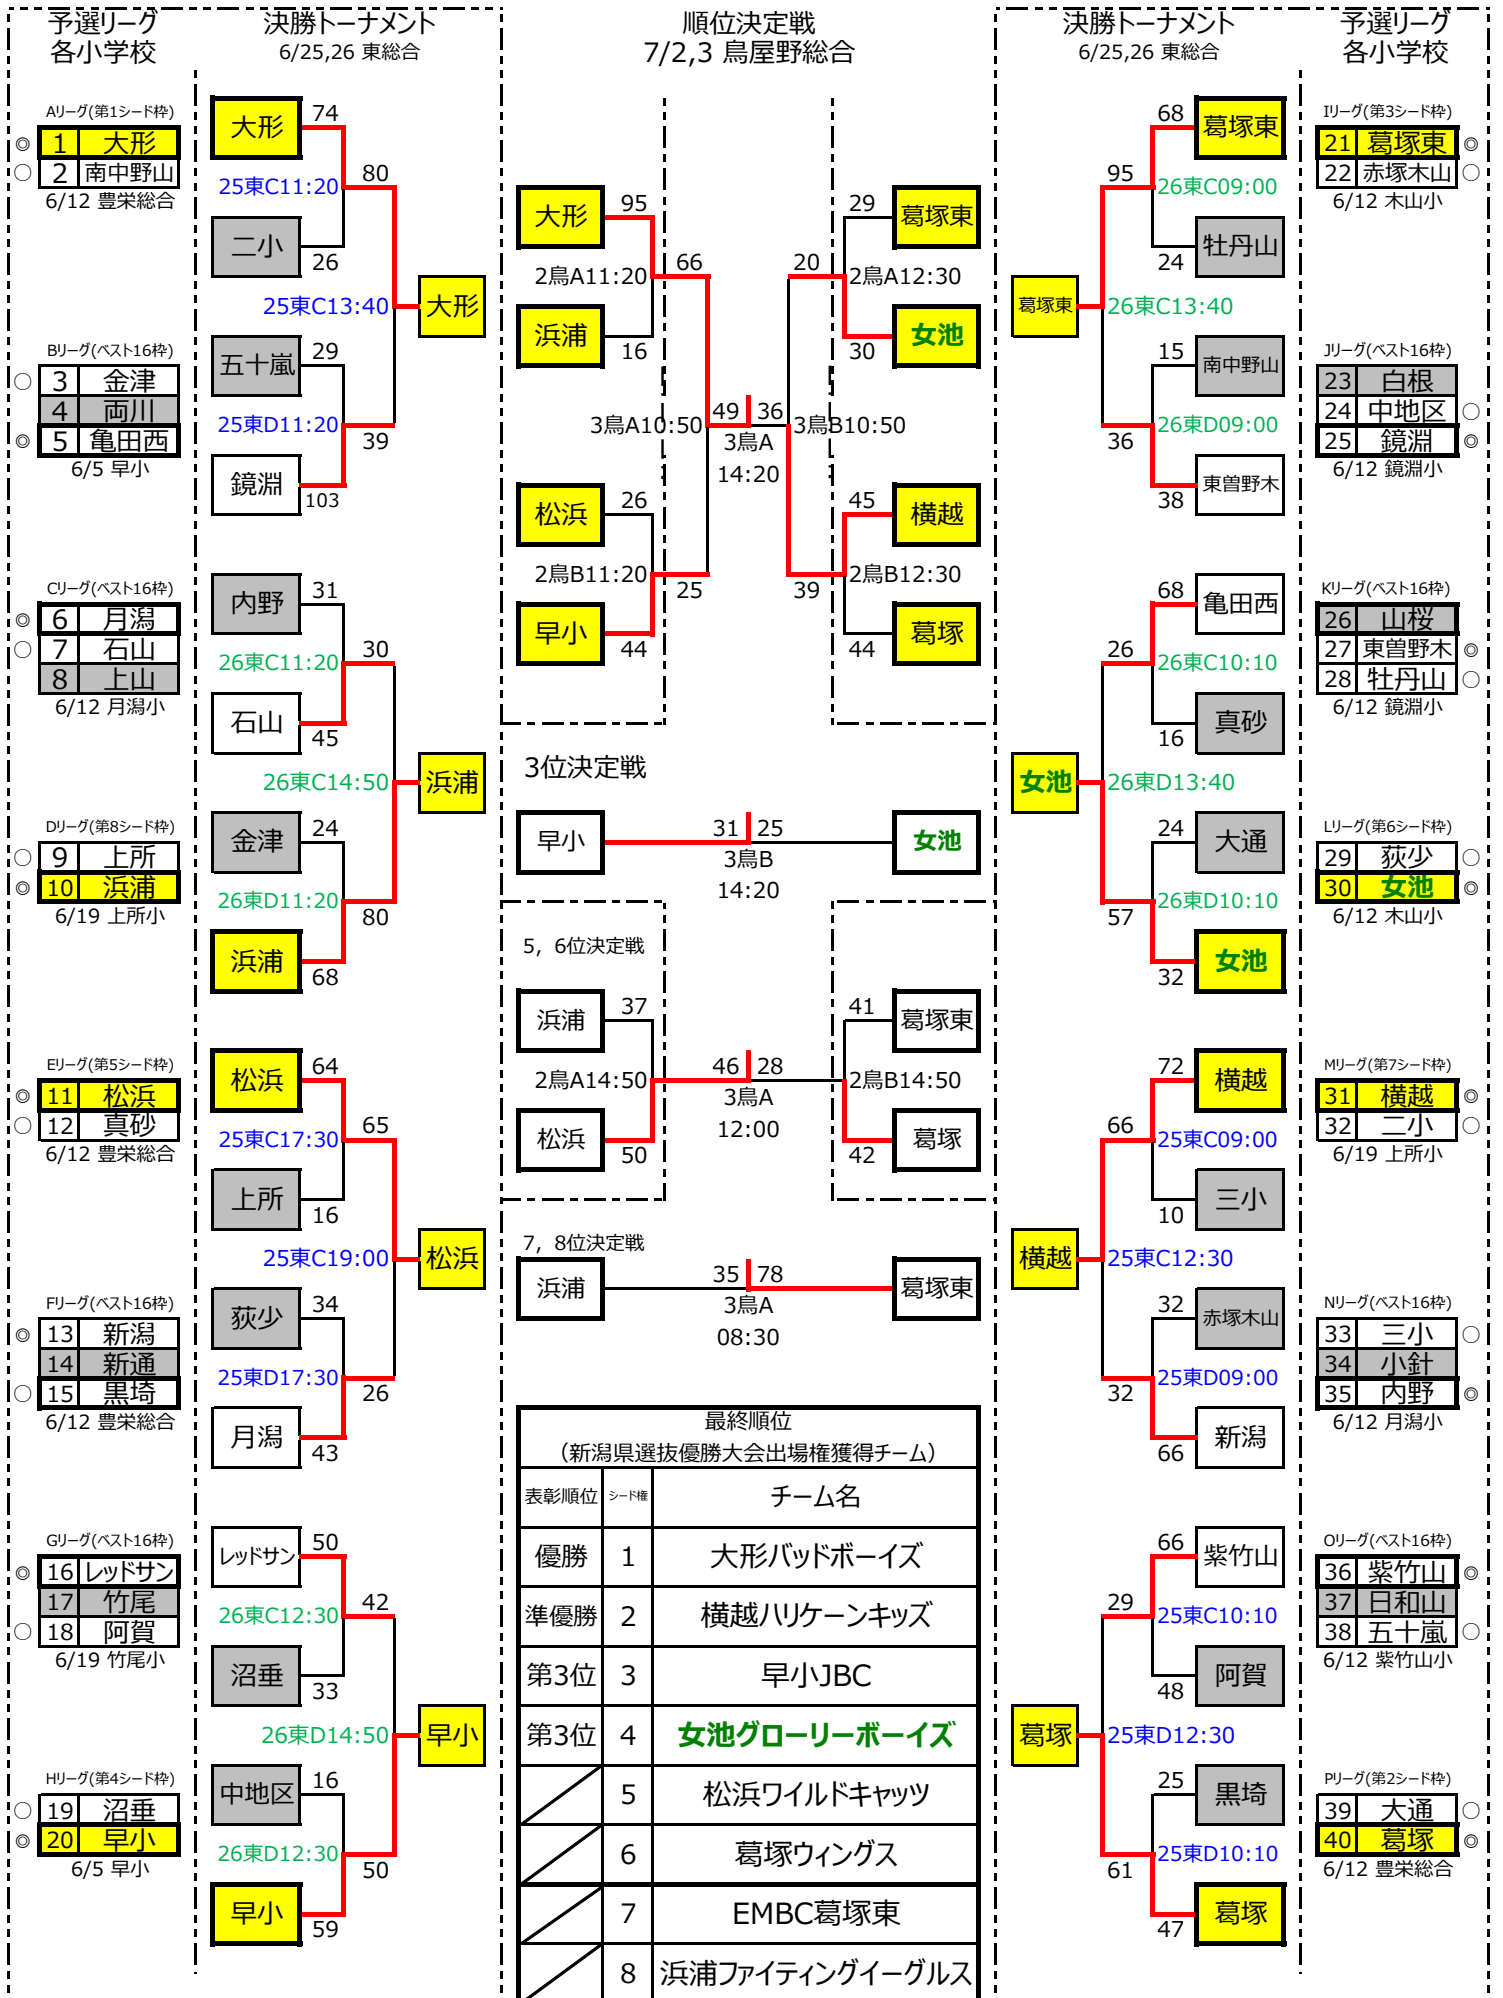 予選リーグ
各小学校
決勝トーナメント
6/25,26 東総合
順位決定戦
7/2,3 鳥屋野総合
決勝トーナメント
6/25,26 東総合
予選リーグ
各小学校
Aリーグ(第1シード枠)
◎ 1 大形
○ 2 南中野山
6/12 豊栄総合
Bリーグ(ベスト16枠)
○ 3 金津
4 両川
◎ 5 亀田西
6/5 早小
Cリーグ(ベスト16枠)
◎ 6 月潟
○ 7 石山
8 上山
6/12 月潟小
Dリーグ(第8シード枠)
○ 9 上所
◎ 10 浜浦
6/19 上所小
Eリーグ(第5シード枠)
◎ 11 松浜
○ 12 真砂
6/12 豊栄総合
Fリーグ(ベスト16枠)
◎ 13 新潟
14 新通
○ 15 黒埼
6/12 豊栄総合
Gリーグ(ベスト16枠)
◎ 16 レッドサン
17 竹尾
○ 18 阿賀
6/19 竹尾小
Hリーグ(第4シード枠)
○ 19 沼垂
◎ 20 早小
6/5 早小
大形 74
25東C11:20 80
二小 26
25東C13:40 大形
五十嵐 29
25東D11:20 39
鏡淵 103
内野 31
26東C11:20 30
石山 45
26東C14:50 浜浦
金津 24
26東D11:20 80
浜浦 68
松浜 64
25東C17:30 65
上所 16
25東C19:00 松浜
荻少 34
25東D17:30 26
月潟 43
レッドサン 50
26東C12:30 42
沼垂 33
26東D14:50 早小
中地区 16
26東D12:30 50
早小 59
大形 95
2鳥A11:20 66
浜浦 16
3鳥A10:50
松浜 26
2鳥B11:20 25
早小 44
49 36
3鳥A
14:20
29 葛塚東
20 2鳥A12:30
30 女池
3鳥B10:50
45 横越
39 2鳥B12:30
44 葛塚
3位決定戦
早小 31 25 女池
3鳥B
14:20
5, 6位決定戦
浜浦 37
2鳥A14:50
松浜 50
46 28
3鳥A
12:00
41 葛塚東
2鳥B14:50
42 葛塚
7, 8位決定戦
浜浦 35 78 葛塚東
3鳥A
08:30
最終順位
(新潟県選抜優勝大会出場権獲得チーム)
表彰順位 シード権 チーム名
優勝 1 大形バッドボーイズ
準優勝 2 横越ハリケーンキッズ
第3位 3 早小JBC
第3位 4 女池グローリーボーイズ
5 松浜ワイルドキャッツ
6 葛塚ウィングス
7 EMBC葛塚東
8 浜浦ファイティングイーグルス
68 葛塚東
95 26東C09:00
24 牡丹山
葛塚東 26東C13:40
15 南中野山
26東D09:00
36
38 東曽野木
68 亀田西
26 26東C10:10
16 真砂
女池 26東D13:40
24 大通
26東D10:10
57
32 女池
72 横越
66 25東C09:00
10 三小
横越 25東C12:30
32 赤塚木山
25東D09:00
32
66 新潟
66 紫竹山
29 25東C10:10
48 阿賀
葛塚 25東D12:30
25 黒埼
25東D10:10
61
47 葛塚
Iリーグ(第3シード枠)
21 葛塚東 ◎
22 赤塚木山 ○
6/12 木山小
Jリーグ(ベスト16枠)
23 白根
24 中地区 ○
25 鏡淵 ◎
6/12 鏡淵小
Kリーグ(ベスト16枠)
26 山桜
27 東曽野木 ◎
28 牡丹山 ○
6/12 鏡淵小
Lリーグ(第6シード枠)
29 荻少 ○
30 女池 ◎
6/12 木山小
Mリーグ(第7シード枠)
31 横越 ◎
32 二小 ○
6/19 上所小
Nリーグ(ベスト16枠)
33 三小 ○
34 小針
35 内野 ◎
6/12 月潟小
Oリーグ(ベスト16枠)
36 紫竹山 ◎
37 日和山
38 五十嵐 ○
6/12 紫竹山小
Pリーグ(第2シード枠)
39 大通 ○
40 葛塚 ◎
6/12 豊栄総合